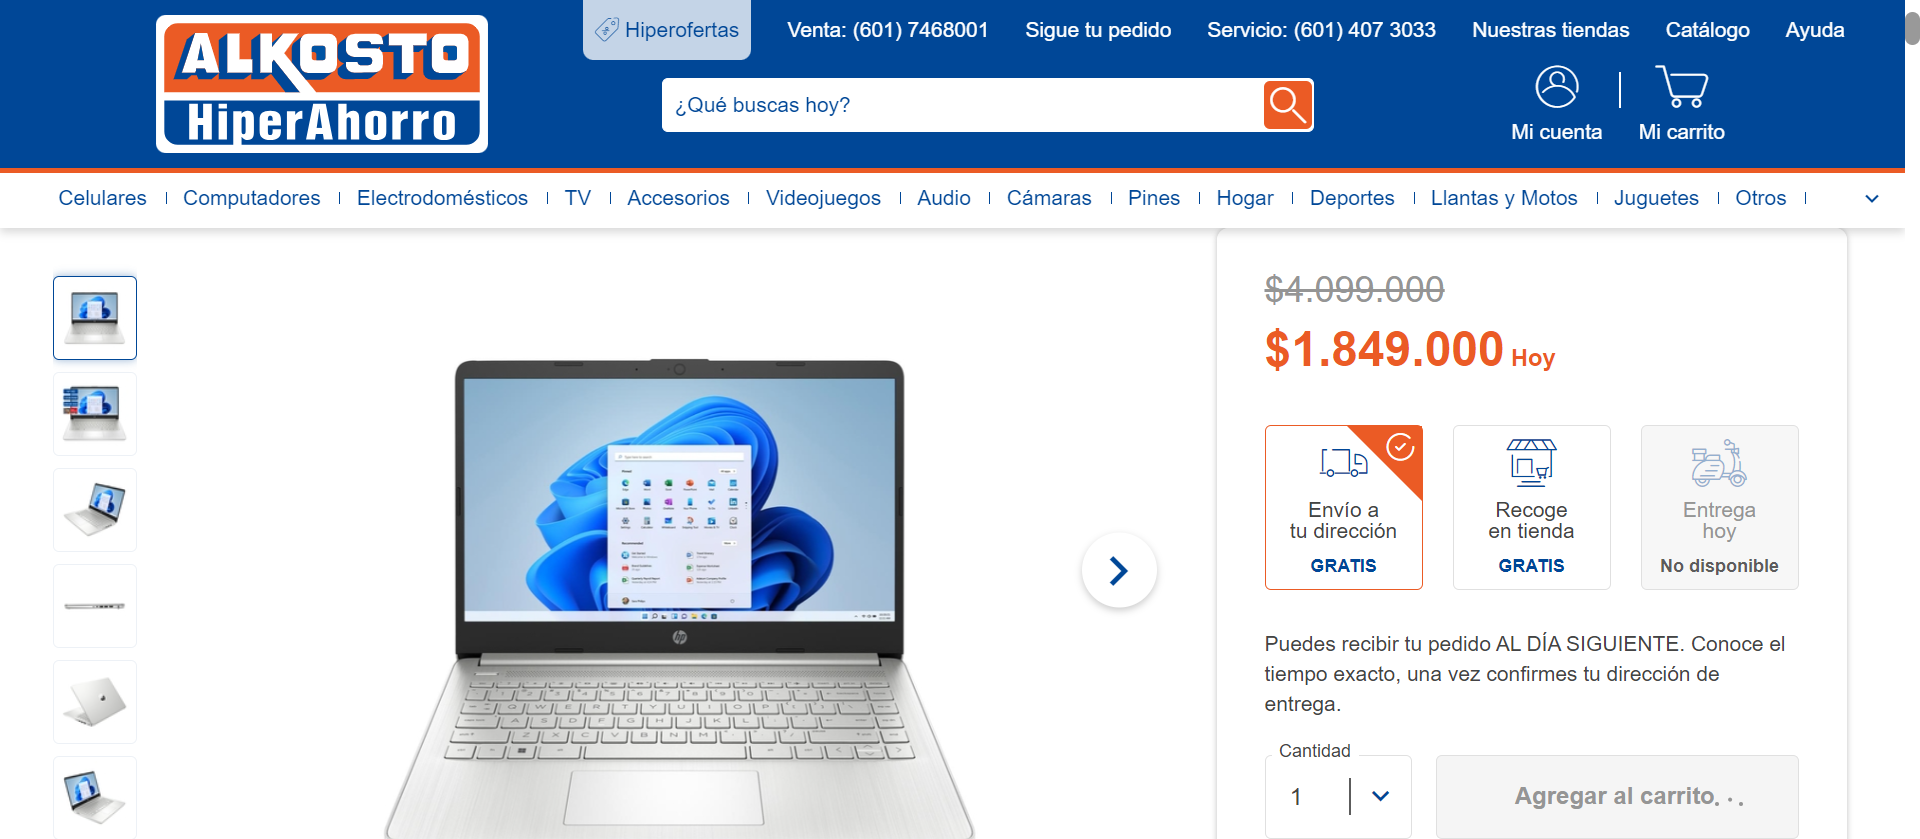 ALKOSTO
HiperAhorro
Hiperofertas
Venta: (601) 7468001
Sigue tu pedido
Servicio: (601) 407 3033
Nuestras tiendas
Catálogo
Ayuda
¿Qué buscas hoy?
Mi cuenta
Mi carrito
Celulares
Computadores
Electrodomésticos
TV
Accesorios
Videojuegos
Audio
Cámaras
Pines
Hogar
Deportes
Llantas y Motos
Juguetes
Otros
$4.099.000
$1.849.000 Hoy
Envío a
tu dirección
GRATIS
Recoge
en tienda
GRATIS
Entrega
hoy
No disponible
Puedes recibir tu pedido AL DÍA SIGUIENTE. Conoce el
tiempo exacto, una vez confirmes tu dirección de
entrega.
Cantidad
1
Agregar al carrito...
hp